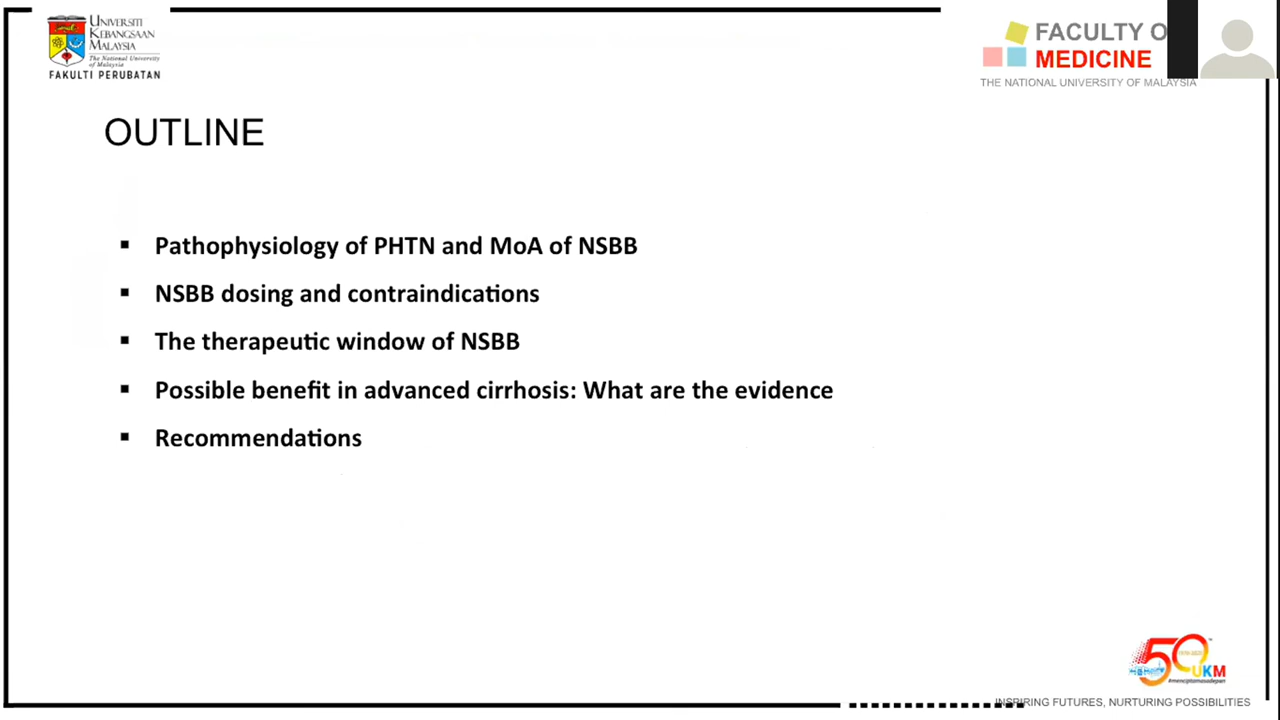 UNIVERSITI
KEBANGSAAN
MALAYSIA
The National University
of Malaysia
FAKULTI PERUBATAN
FACULTY O
MEDICINE
THE NATIONAL UNIVERSITY OF MALAYSIA
OUTLINE
▪ Pathophysiology of PHTN and MoA of NSBB
▪ NSBB dosing and contraindications
▪ The therapeutic window of NSBB
▪ Possible benefit in advanced cirrhosis: What are the evidence
▪ Recommendations
50
UKM
INSPIRING FUTURES, NURTURING POSSIBILITIES